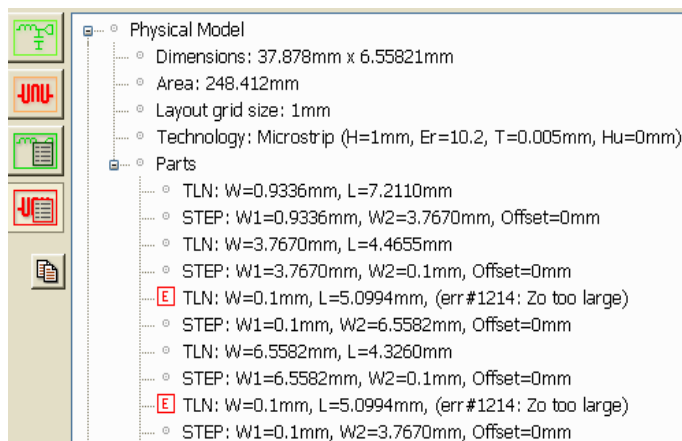 Physical Model
Dimensions: 37.878mm x 6.55821mm
Area: 248.412mm
Layout grid size: 1mm
Technology: Microstrip (H=1mm, Er=10.2, T=0.005mm, Hu=0mm)
Parts
TLN: W=0.9336mm, L=7.2110mm
STEP: W1=0.9336mm, W2=3.7670mm, Offset=0mm
TLN: W=3.7670mm, L=4.4655mm
STEP: W1=3.7670mm, W2=0.1mm, Offset=0mm
E TLN: W=0.1mm, L=5.0994mm, (err#1214: Zo too large)
STEP: W1=0.1mm, W2=6.5582mm, Offset=0mm
TLN: W=6.5582mm, L=4.3260mm
STEP: W1=6.5582mm, W2=0.1mm, Offset=0mm
E TLN: W=0.1mm, L=5.0994mm, (err#1214: Zo too large)
STEP: W1=0.1mm, W2=3.7670mm, Offset=0mm